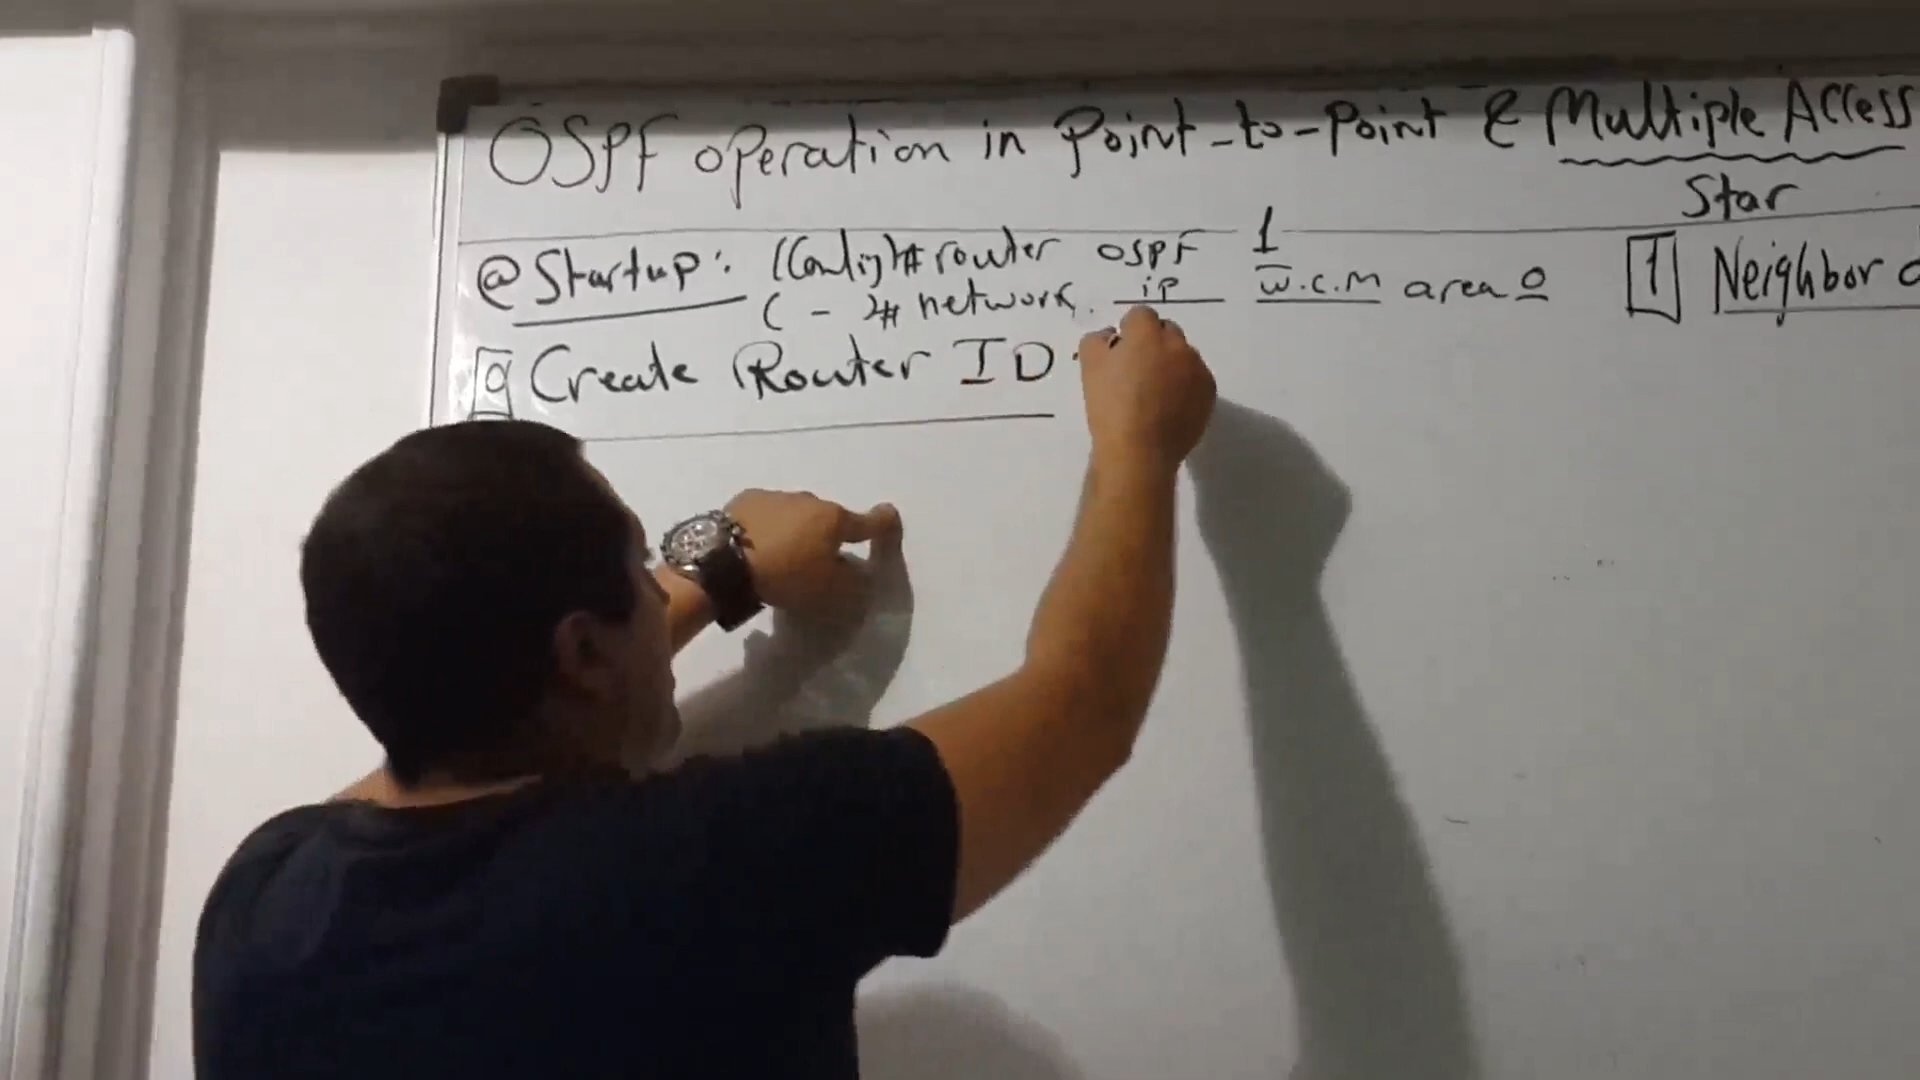 OSPF operation in Point-to-Point & Multiple Access
Star
@ Startup: (Config)# router OSPF 1
( - )# network ip w.c.m area 0
0 Create Router ID
1 Neighbor